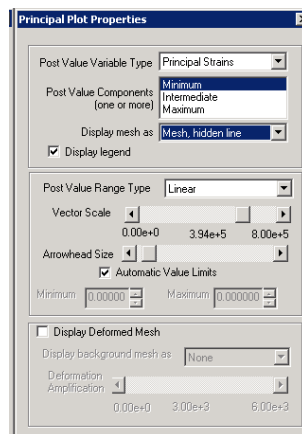 Principal Plot Properties
Post Value Variable Type Principal Strains
Post Value Components
(one or more)
Minimum
Intermediate
Maximum
Display mesh as Mesh, hidden line
Display legend
Post Value Range Type Linear
Vector Scale
0.00e+0 3.94e+5 8.00e+5
Arrowhead Size
Automatic Value Limits
Minimum 0.00000 Maximum 0.000000
Display Deformed Mesh
Display background mesh as None
Deformation
Amplification
0.00e+0 3.00e+3 6.00e+3